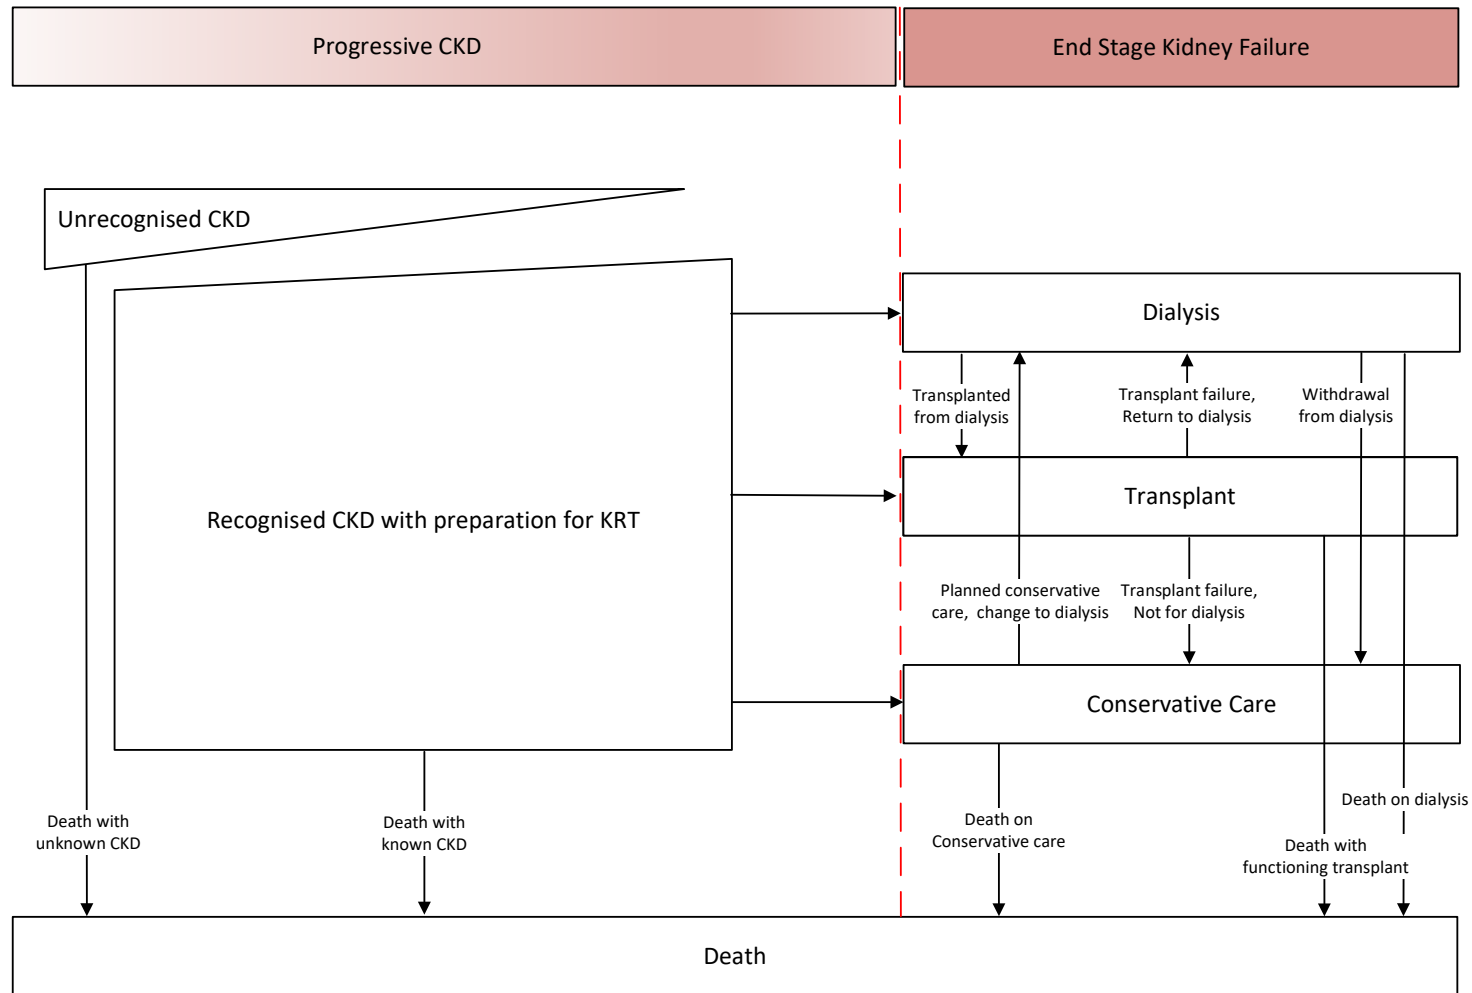 Progressive CKD
End Stage Kidney Failure
Unrecognised CKD
Dialysis
Transplanted
from dialysis
Transplant failure,
Return to dialysis
Withdrawal
from dialysis
Transplant
Recognised CKD with preparation for KRT
Planned conservative
care, change to dialysis
Transplant failure,
Not for dialysis
Conservative Care
Death with
unknown CKD
Death with
known CKD
Death on
Conservative care
Death with
functioning transplant
Death on dialysis
Death